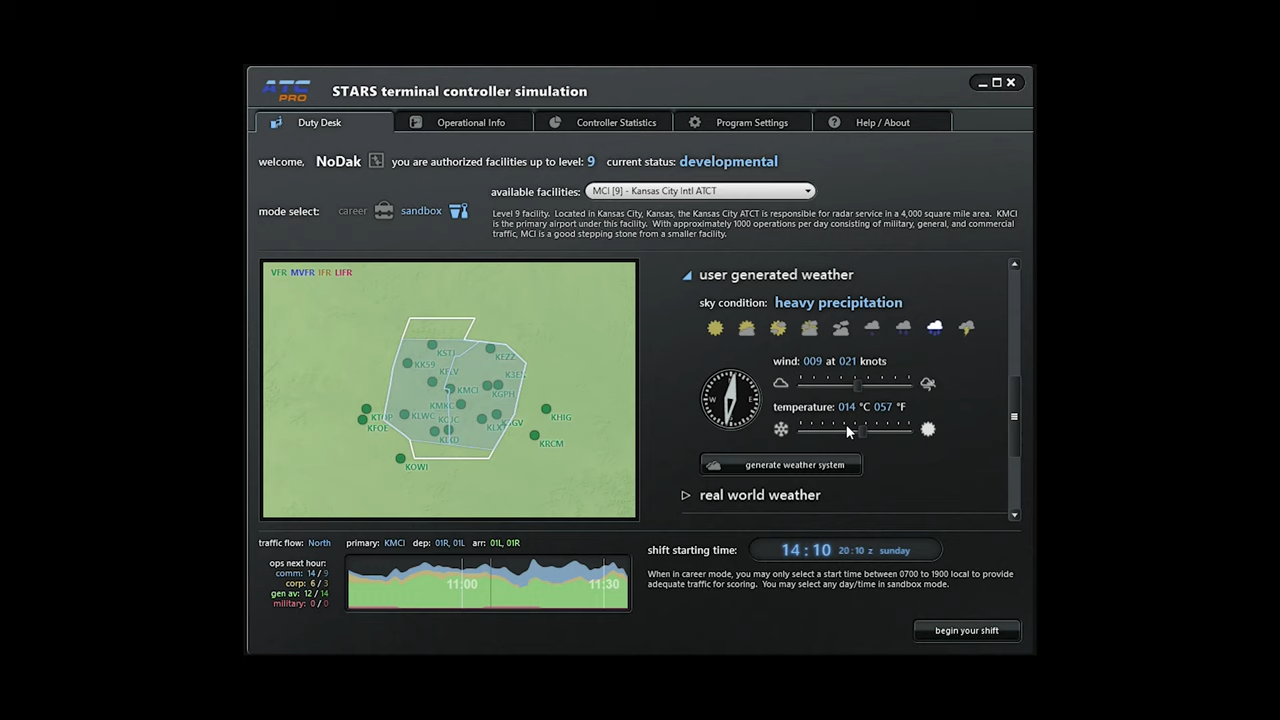 ATC PRO
STARS terminal controller simulation
Duty Desk
Operational Info
Controller Statistics
Program Settings
Help / About
welcome, NoDak you are authorized facilities up to level: 9 current status: developmental
available facilities: MCI [9] - Kansas City Intl ATCT
mode select: career sandbox
Level 9 facility. Located in Kansas City, Kansas, the Kansas City ATCT is responsible for radar service in a 4,000 square mile area. KMCI
is the primary airport under this facility. With approximately 1000 operations per day consisting of military, general, and commercial
traffic, MCI is a good stepping stone from a smaller facility.
VFR MVFR IFR LIFR
KSTJ
KEZZ
KK59
KFLV
KMCI
KGPH
KLWC
KFOE
KHIG
KRCM
KOWI
user generated weather
sky condition: heavy precipitation
wind: 009 at 021 knots
W E
temperature: 014 °C 057 °F
generate weather system
real world weather
traffic flow: North primary: KMCI dep: 01R, 01L arr: 01L, 01R
ops next hour:
comm: 14 / 9
corp: 6 / 3
gen av: 12 / 14
military: 0 / 0
11:00
11:30
shift starting time: 14:10 20:10 z sunday
When in career mode, you may only select a start time between 0700 to 1900 local to provide
adequate traffic for scoring. You may select any day/time in sandbox mode.
begin your shift